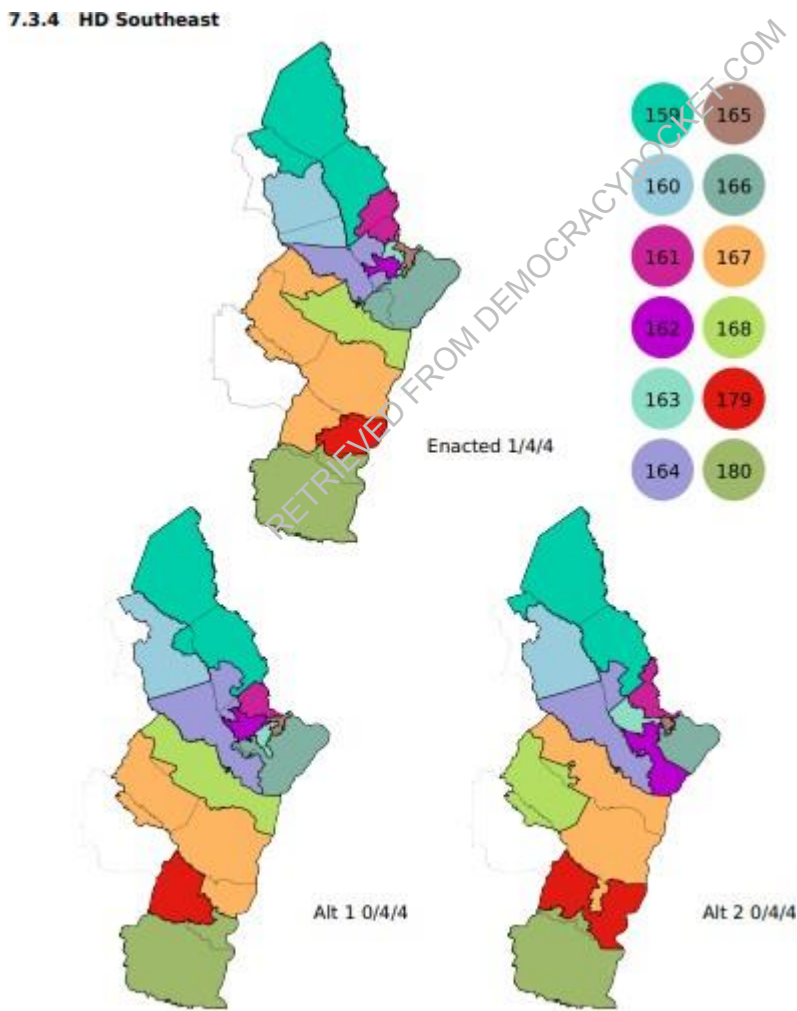 7.3.4 HD Southeast
RETRIEVED FROM DEMOCRACYDOCKET.COM
159 165
160 166
161 167
162 168
163 179
164 180
Enacted 1/4/4
Alt 1 0/4/4
Alt 2 0/4/4